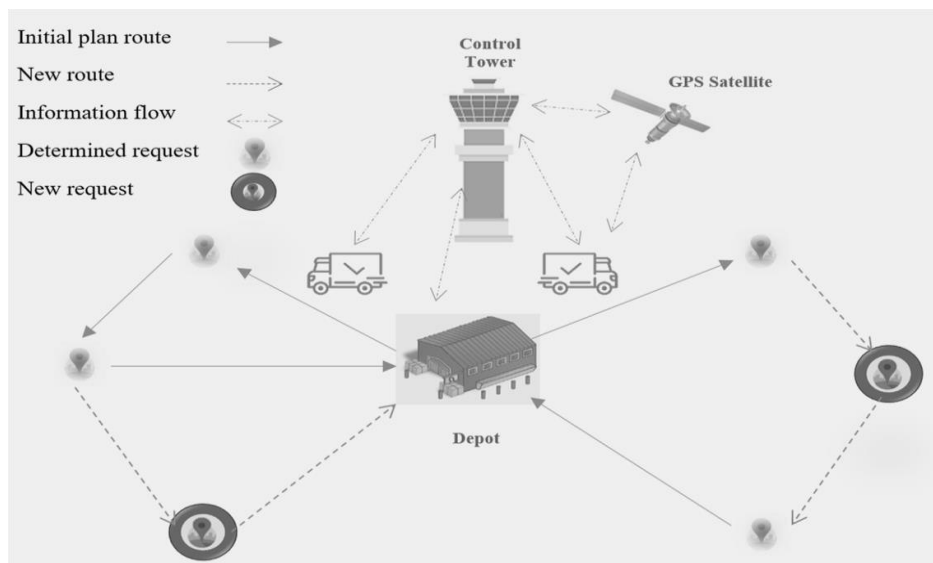 Initial plan route
New route
Information flow
Determined request
New request
Control
Tower
GPS Satellite
Depot